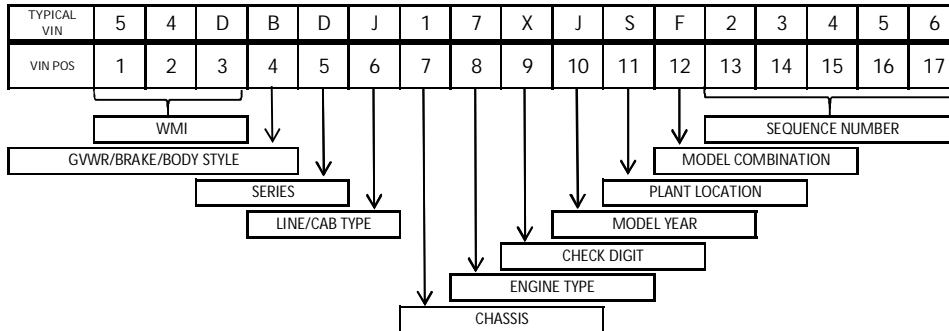 TYPICAL VIN 5 4 D B D J 1 7 X J S F 2 3 4 5 6
VIN POS 1 2 3 4 5 6 7 8 9 10 11 12 13 14 15 16 17
WMI SEQUENCE NUMBER
GVWR/BRAKE/BODY STYLE MODEL COMBINATION
SERIES PLANT LOCATION
LINE/CAB TYPE MODEL YEAR
CHECK DIGIT
ENGINE TYPE
CHASSIS